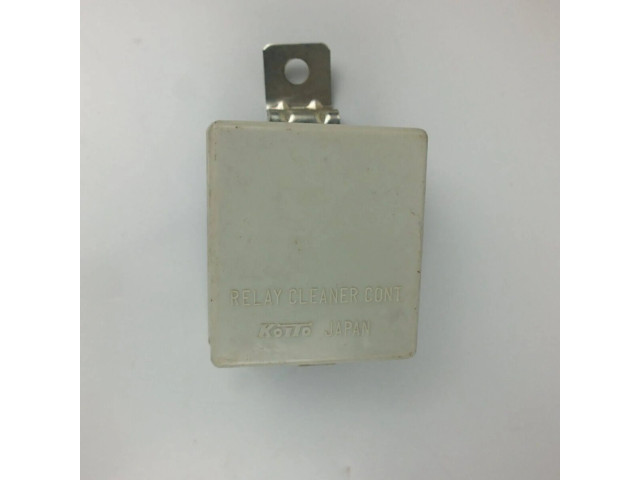 RELAY CLEANER CONT
KOITO JAPAN